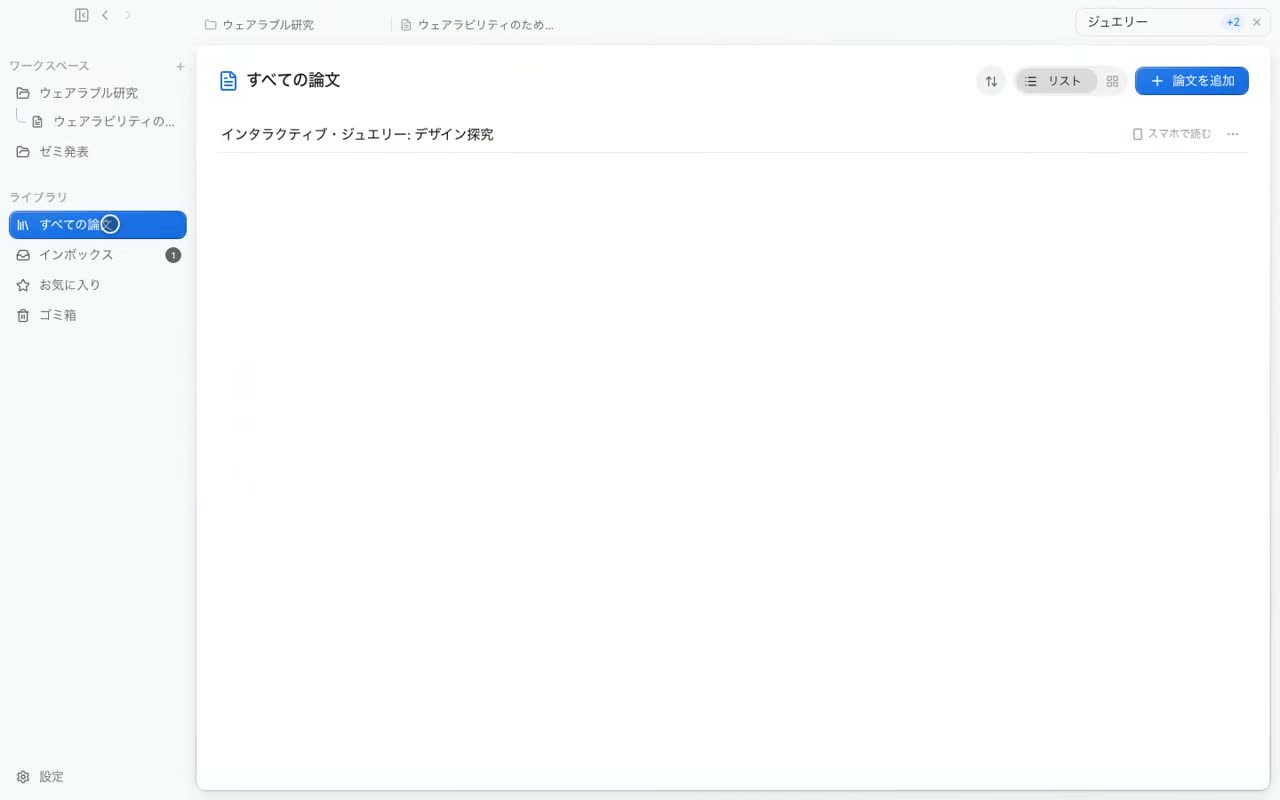 ウェアラブル研究
ウェアラビリティのため...
ジュエリー +2
ワークスペース
ウェアラブル研究
ウェアラビリティの...
ゼミ発表
ライブラリ
すべての論文
インボックス 1
お気に入り
ゴミ箱
設定
すべての論文
リスト
論文を追加
インタラクティブ・ジュエリー: デザイン探究
スマホで読む